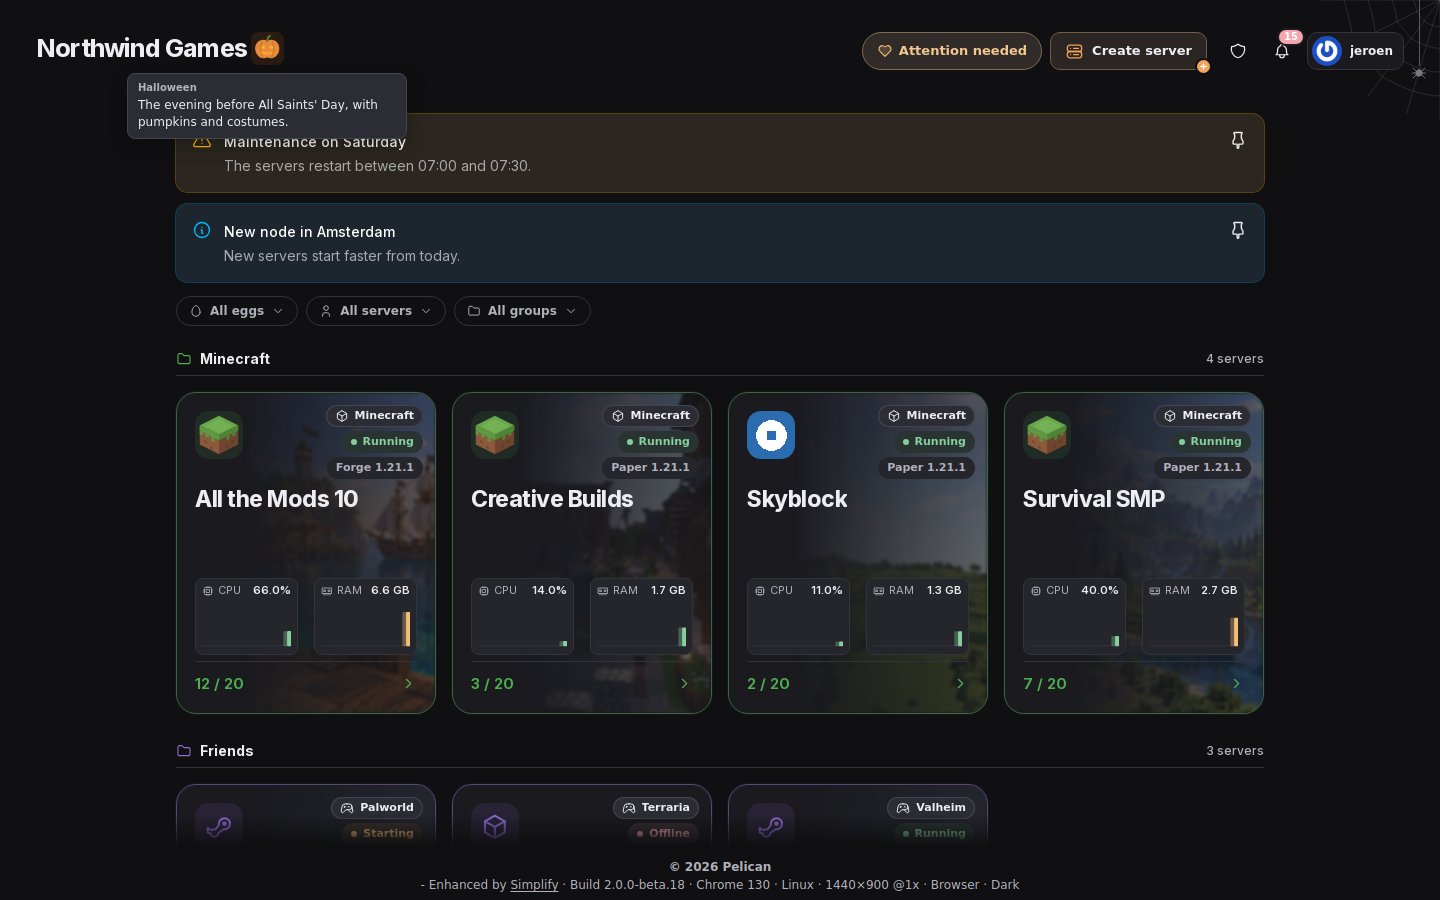 Northwind Games
Attention needed
Create server
15
jeroen
Halloween
The evening before All Saints' Day, with
pumpkins and costumes.
Maintenance on Saturday
The servers restart between 07:00 and 07:30.
New node in Amsterdam
New servers start faster from today.
All eggs
All servers
All groups
Minecraft
4 servers
Minecraft
Running
Forge 1.21.1
All the Mods 10
CPU 66.0%
RAM 6.6 GB
12 / 20
Minecraft
Running
Paper 1.21.1
Creative Builds
CPU 14.0%
RAM 1.7 GB
3 / 20
Minecraft
Running
Paper 1.21.1
Skyblock
CPU 11.0%
RAM 1.3 GB
2 / 20
Minecraft
Running
Paper 1.21.1
Survival SMP
CPU 40.0%
RAM 2.7 GB
7 / 20
Friends
3 servers
Palworld
Starting
Terraria
Offline
Valheim
Running
© 2026 Pelican
- Enhanced by Simplify · Build 2.0.0-beta.18 · Chrome 130 · Linux · 1440×900 @1x · Browser · Dark